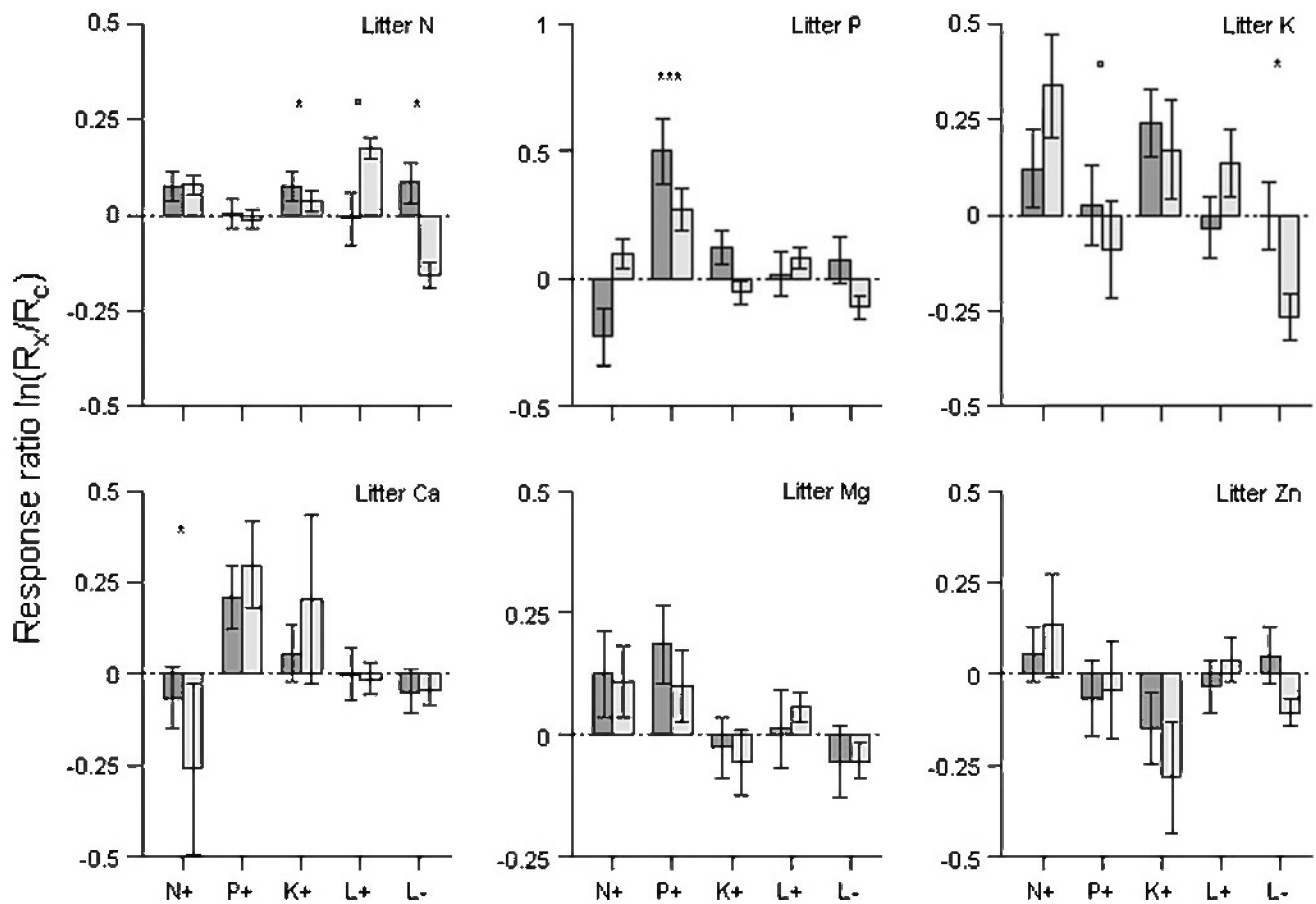 Response ratio ln(Rx/Rc)
Litter N
0.5
0.25
0
-0.25
-0.5
* ▫ *
Litter P
1
0.5
0
-0.5
***
Litter K
0.5
0.25
0
-0.25
-0.5
▫ *
Litter Ca
0.5
0.25
0
-0.25
-0.5
*
N+ P+ K+ L+ L-
Litter Mg
0.5
0.25
0
-0.25
N+ P+ K+ L+ L-
Litter Zn
0.5
0.25
0
-0.25
-0.5
N+ P+ K+ L+ L-